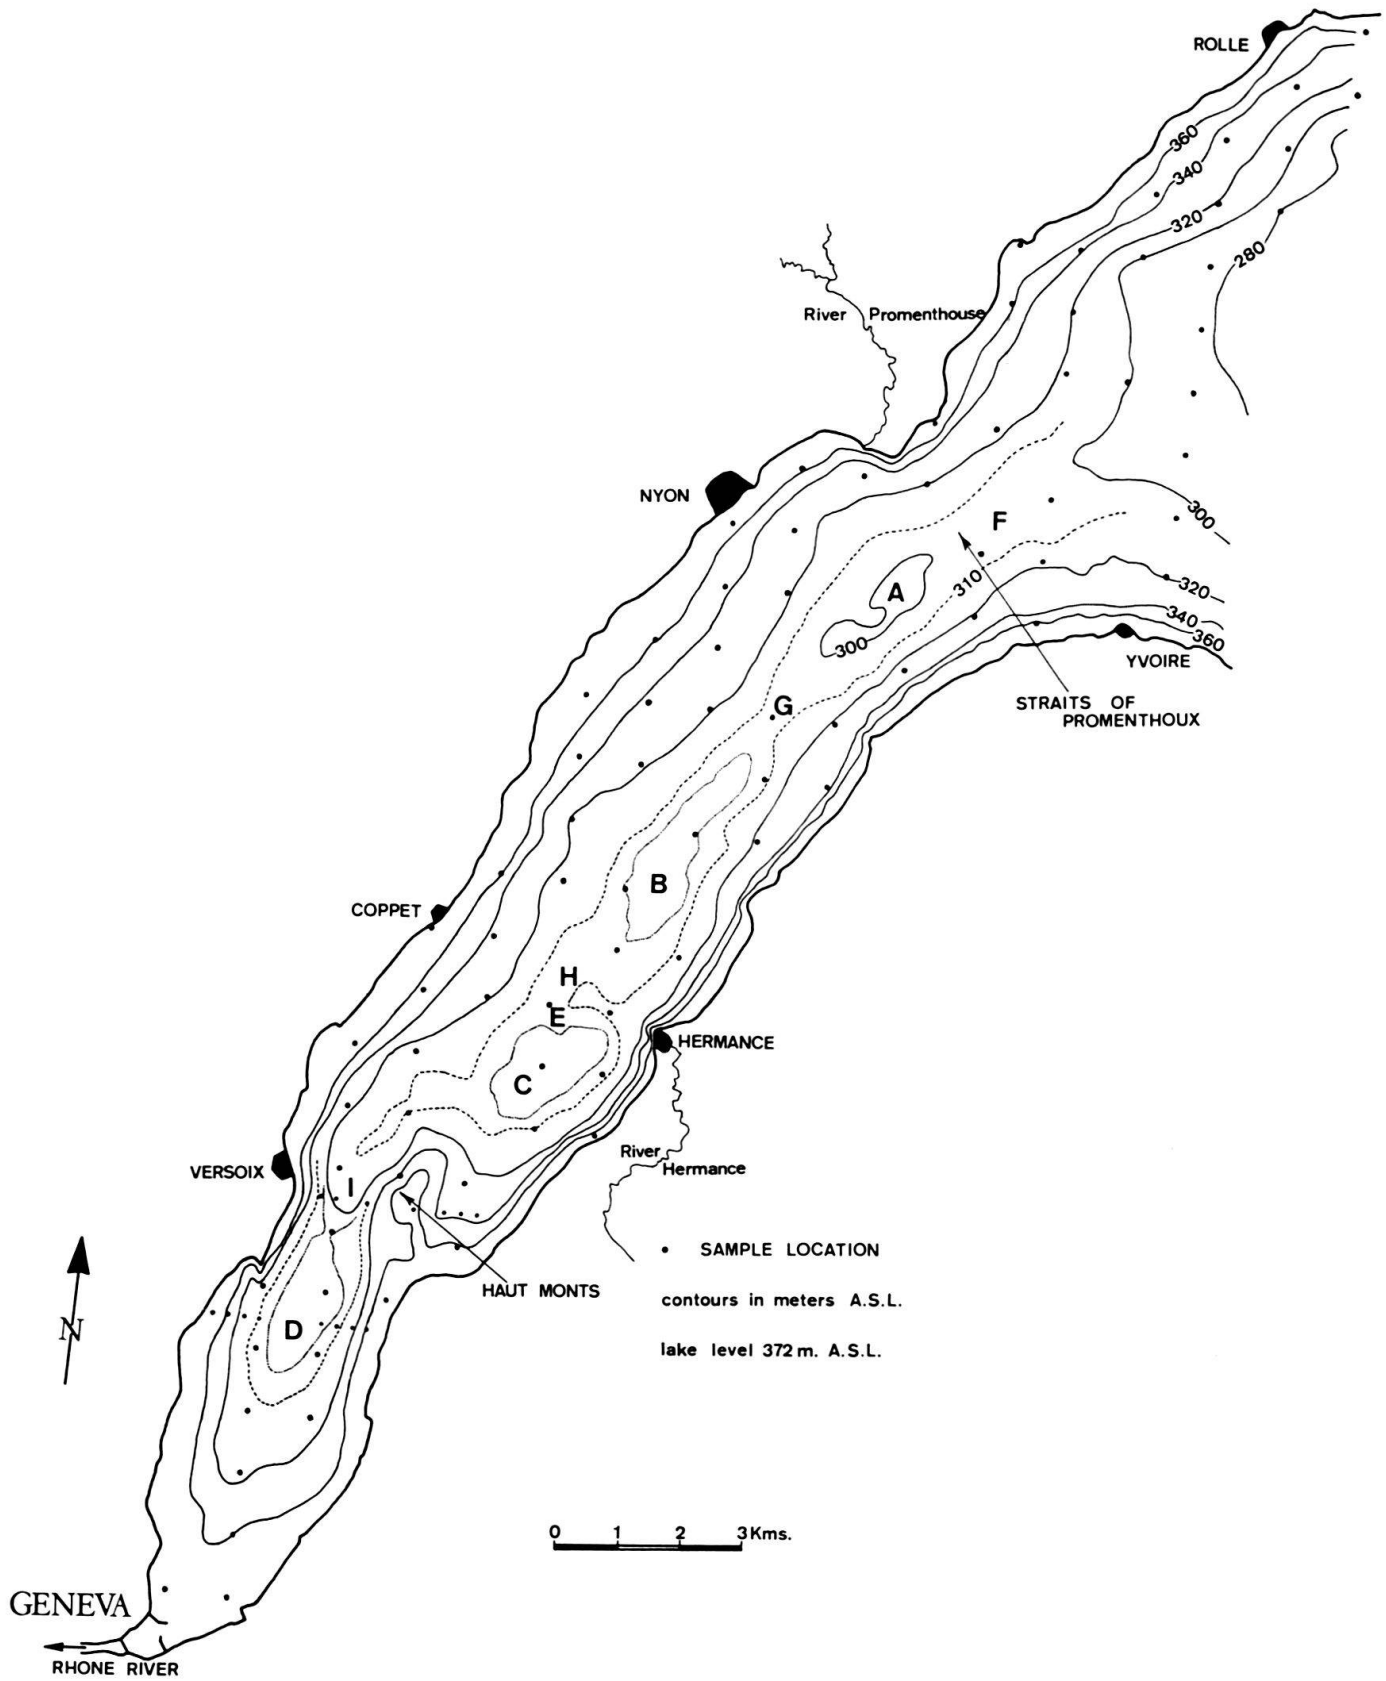 ROLLE
360
340
320
280
River Promenthouse
NYON
F
300
A
310
320
300
340
360
YVOIRE
G
STRAITS OF
PROMENTHOUX
B
COPPET
H
E
HERMANCE
C
River
Hermance
VERSOIX
I
SAMPLE LOCATION
HAUT MONTS
contours in meters A.S.L.
N
D
lake level 372 m. A.S.L.
0 1 2 3 Kms.
GENEVA
RHONE RIVER